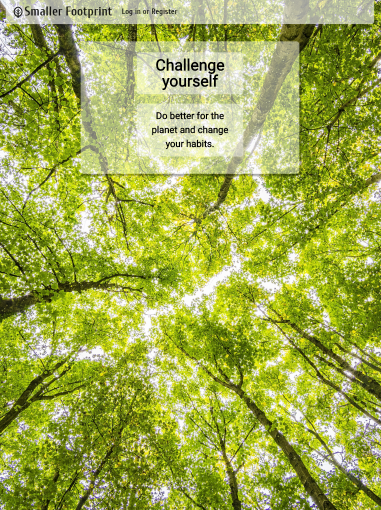 Smaller Footprint
Log in or Register
Challenge
yourself
Do better for the
planet and change
your habits.